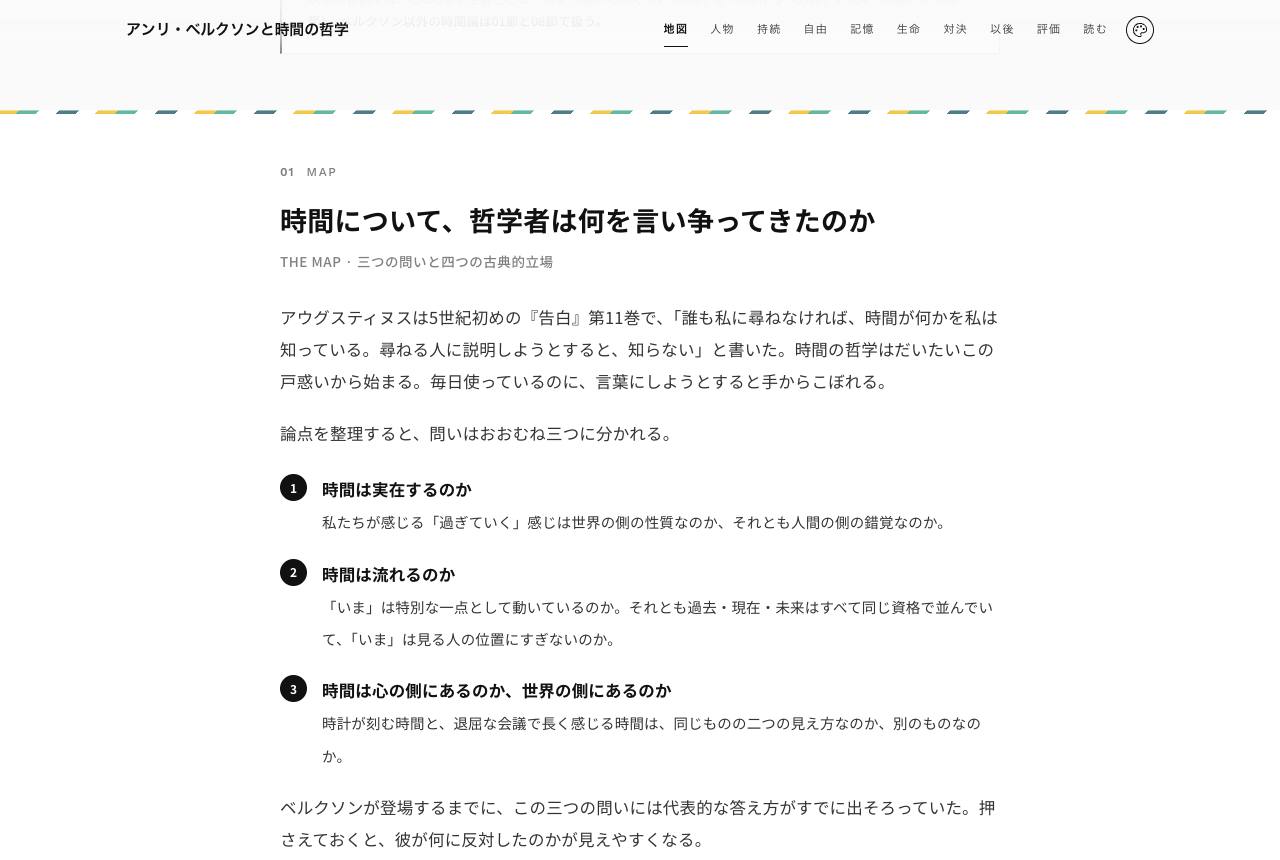 ルクソン以外の時間論は01節と08節で扱う。
アンリ・ベルクソンと時間の哲学
地図 人物 持続 自由 記憶 生命 対決 以後 評価 読む
01 MAP
時間について、哲学者は何を言い争ってきたのか
THE MAP · 三つの問いと四つの古典的立場
アウグスティヌスは5世紀初めの『告白』第11巻で、「誰も私に尋ねなければ、時間が何かを私は
知っている。尋ねる人に説明しようとすると、知らない」と書いた。時間の哲学はだいたいこの
戸惑いから始まる。毎日使っているのに、言葉にしようとすると手からこぼれる。
論点を整理すると、問いはおおむね三つに分かれる。
1 時間は実在するのか
私たちが感じる「過ぎていく」感じは世界の側の性質なのか、それとも人間の側の錯覚なのか。
2 時間は流れるのか
「いま」は特別な一点として動いているのか。それとも過去・現在・未来はすべて同じ資格で並んでい
て、「いま」は見る人の位置にすぎないのか。
3 時間は心の側にあるのか、世界の側にあるのか
時計が刻む時間と、退屈な会議で長く感じる時間は、同じものの二つの見え方なのか、別のものなの
か。
ベルクソンが登場するまでに、この三つの問いには代表的な答え方がすでに出そろっていた。押
さえておくと、彼が何に反対したのかが見えやすくなる。